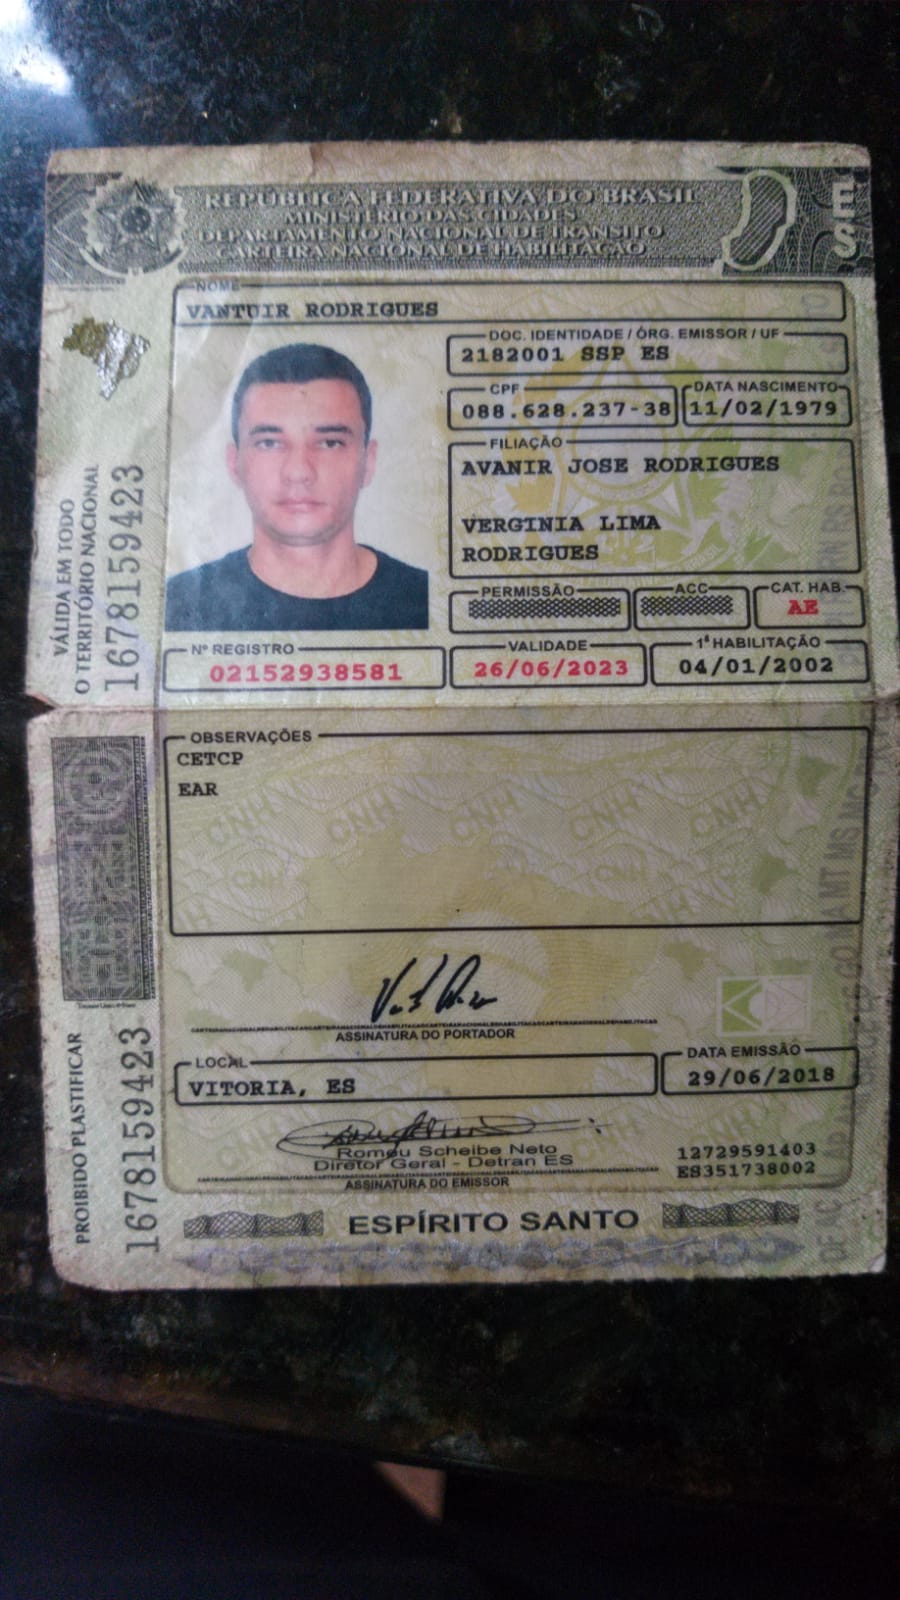 REPÚBLICA FEDERATIVA DO BRASIL
MINISTÉRIO DAS CIDADES
DEPARTAMENTO NACIONAL DE TRÂNSITO
CARTEIRA NACIONAL DE HABILITAÇÃO
ES
NOME
VANTUIR RODRIGUES
DOC. IDENTIDADE / ÓRG. EMISSOR / UF
2182001 SSP ES
CPF
088.628.237-38
DATA NASCIMENTO
11/02/1979
FILIAÇÃO
AVANIR JOSE RODRIGUES
VERGINIA LIMA
RODRIGUES
PERMISSÃO
ACC
CAT. HAB.
AE
Nº REGISTRO
02152938581
VALIDADE
26/06/2023
1ª HABILITAÇÃO
04/01/2002
VÁLIDA EM TODO
O TERRITÓRIO NACIONAL
1678159423
OBSERVAÇÕES
CETCP
EAR
CNH CNH CNH CNH CNH
ASSINATURA DO PORTADOR
LOCAL
VITORIA, ES
DATA EMISSÃO
29/06/2018
Romeu Scheibe Neto
Diretor Geral - Detran ES
ASSINATURA DO EMISSOR
12729591403
ES351738002
PROIBIDO PLASTIFICAR
1678159423
ESPÍRITO SANTO